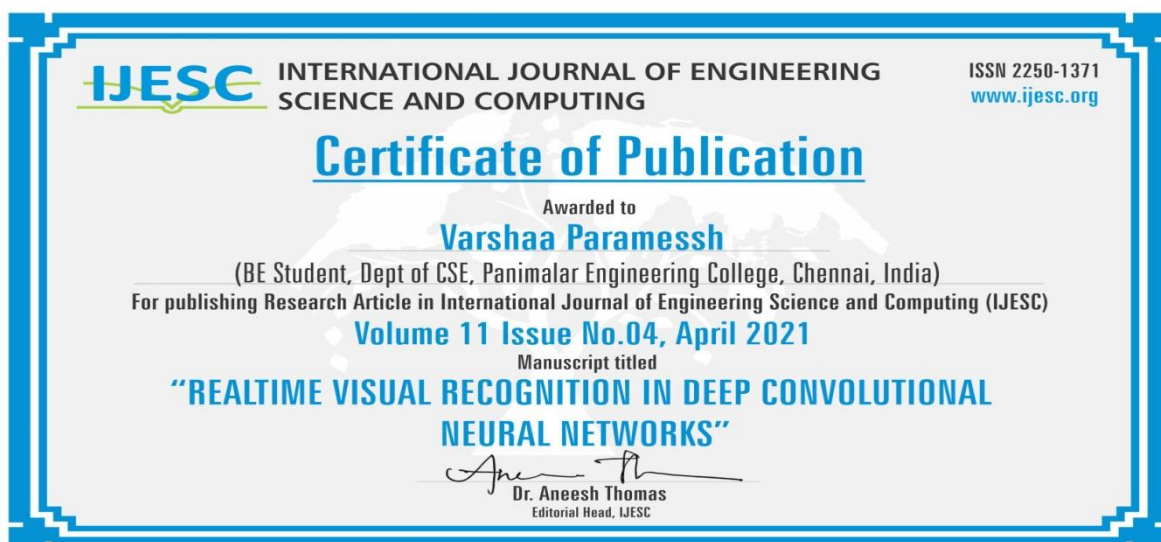 IJESC
INTERNATIONAL JOURNAL OF ENGINEERING
SCIENCE AND COMPUTING
ISSN 2250-1371
www.ijesc.org
Certificate of Publication
Awarded to
Varshaa Paramessh
(BE Student, Dept of CSE, Panimalar Engineering College, Chennai, India)
For publishing Research Article in International Journal of Engineering Science and Computing (IJESC)
Volume 11 Issue No.04, April 2021
Manuscript titled
“REALTIME VISUAL RECOGNITION IN DEEP CONVOLUTIONAL
NEURAL NETWORKS”
Dr. Aneesh Thomas
Editorial Head, IJESC